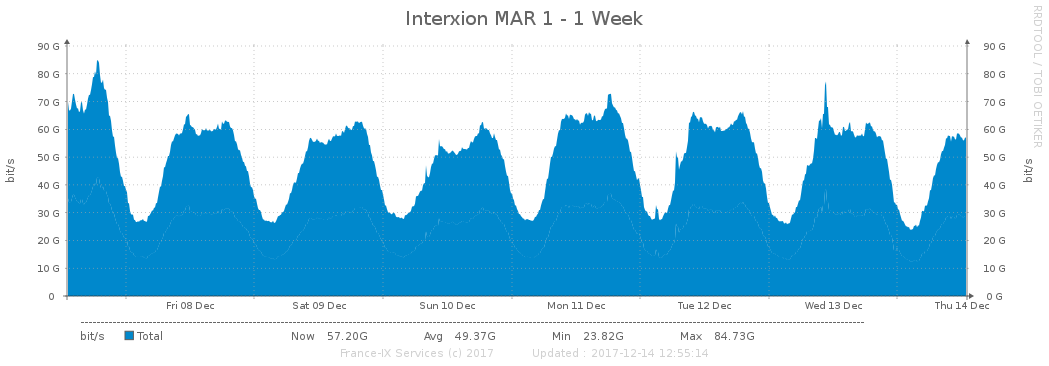 Interxion MAR 1 - 1 Week
RRDTOOL / TOBI OETIKER
90 G 90 G
80 G 80 G
70 G 70 G
60 G 60 G
50 G 50 G
40 G 40 G
30 G 30 G
20 G 20 G
10 G 10 G
0 0 G
bit/s
bit/s
Fri 08 Dec Sat 09 Dec Sun 10 Dec Mon 11 Dec Tue 12 Dec Wed 13 Dec Thu 14 Dec
bit/s Total Now 57.20G Avg 49.37G Min 23.82G Max 84.73G
France-IX Services (c) 2017 Updated : 2017-12-14 12:55:14